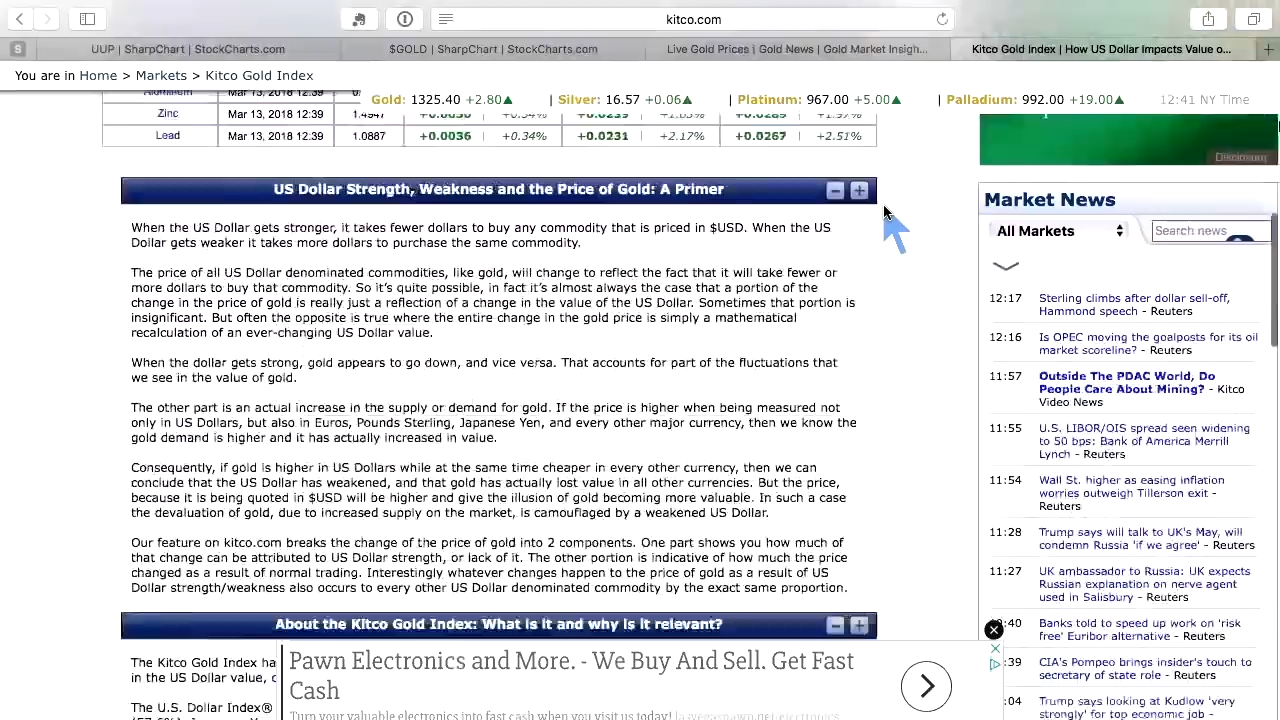 kitco.com
S
UUP | SharpChart | StockCharts.com
$GOLD | SharpChart | StockCharts.com
Live Gold Prices | Gold News | Gold Market Insigh...
Kitco Gold Index | How US Dollar Impacts Value o...
You are in Home > Markets > Kitco Gold Index
Gold: 1325.40 +2.80▲ | Silver: 16.57 +0.06▲ | Platinum: 967.00 +5.00▲ | Palladium: 992.00 +19.00▲ 12:41 NY Time
Aluminum Mar 13, 2018 12:39
Zinc Mar 13, 2018 12:39 1.4947
Lead Mar 13, 2018 12:39 1.0887 +0.0036 +0.34% +0.0231 +2.17% +0.0267 +2.51%
US Dollar Strength, Weakness and the Price of Gold: A Primer
When the US Dollar gets stronger, it takes fewer dollars to buy any commodity that is priced in $USD. When the US
Dollar gets weaker it takes more dollars to purchase the same commodity.
The price of all US Dollar denominated commodities, like gold, will change to reflect the fact that it will take fewer or
more dollars to buy that commodity. So it's quite possible, in fact it's almost always the case that a portion of the
change in the price of gold is really just a reflection of a change in the value of the US Dollar. Sometimes that portion is
insignificant. But often the opposite is true where the entire change in the gold price is simply a mathematical
recalculation of an ever-changing US Dollar value.
When the dollar gets strong, gold appears to go down, and vice versa. That accounts for part of the fluctuations that
we see in the value of gold.
The other part is an actual increase in the supply or demand for gold. If the price is higher when being measured not
only in US Dollars, but also in Euros, Pounds Sterling, Japanese Yen, and every other major currency, then we know the
gold demand is higher and it has actually increased in value.
Consequently, if gold is higher in US Dollars while at the same time cheaper in every other currency, then we can
conclude that the US Dollar has weakened, and that gold has actually lost value in all other currencies. But the price,
because it is being quoted in $USD will be higher and give the illusion of gold becoming more valuable. In such a case
the devaluation of gold, due to increased supply on the market, is camouflaged by a weakened US Dollar.
Our feature on kitco.com breaks the change of the price of gold into 2 components. One part shows you how much of
that change can be attributed to US Dollar strength, or lack of it. The other portion is indicative of how much the price
changed as a result of normal trading. Interestingly whatever changes happen to the price of gold as a result of US
Dollar strength/weakness also occurs to every other US Dollar denominated commodity by the exact same proportion.
About the Kitco Gold Index: What is it and why is it relevant?
The Kitco Gold Index ha
in the US Dollar value,
The U.S. Dollar Index®
Pawn Electronics and More. - We Buy And Sell. Get Fast
Cash
Turn your valuable electronics into fast cash when you visit us today!
Disclosure
Market News
All Markets
Search news
12:17 Sterling climbs after dollar sell-off,
Hammond speech - Reuters
12:16 Is OPEC moving the goalposts for its oil
market scoreline? - Reuters
11:57 Outside The PDAC World, Do
People Care About Mining? - Kitco
Video News
11:55 U.S. LIBOR/OIS spread seen widening
to 50 bps: Bank of America Merrill
Lynch - Reuters
11:54 Wall St. higher as easing inflation
worries outweigh Tillerson exit -
Reuters
11:28 Trump says will talk to UK's May, will
condemn Russia 'if we agree' - Reuters
11:27 UK ambassador to Russia: UK expects
Russian explanation on nerve agent
used in Salisbury - Reuters
:40 Banks told to speed up work on 'risk
free' Euribor alternative - Reuters
:39 CIA's Pompeo brings insider's touch to
secretary of state role - Reuters
:04 Trump says looking at Kudlow 'very
strongly' for top economic job -